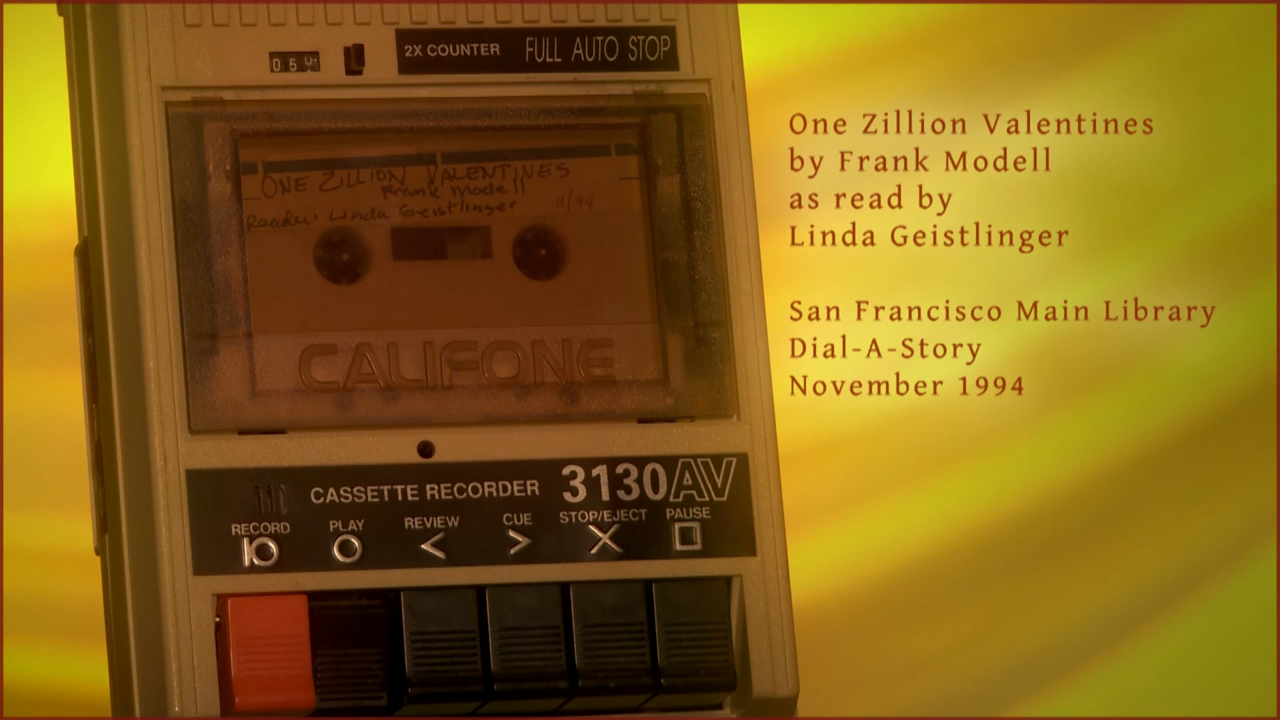 2X COUNTER FULL AUTO STOP
ONE ZILLION VALENTINES
Frank Modell
Reader: Linda Geistlinger 11/94
CALIFONE
CASSETTE RECORDER 3130AV
RECORD PLAY REVIEW CUE STOP/EJECT PAUSE
One Zillion Valentines
by Frank Modell
as read by
Linda Geistlinger
San Francisco Main Library
Dial-A-Story
November 1994